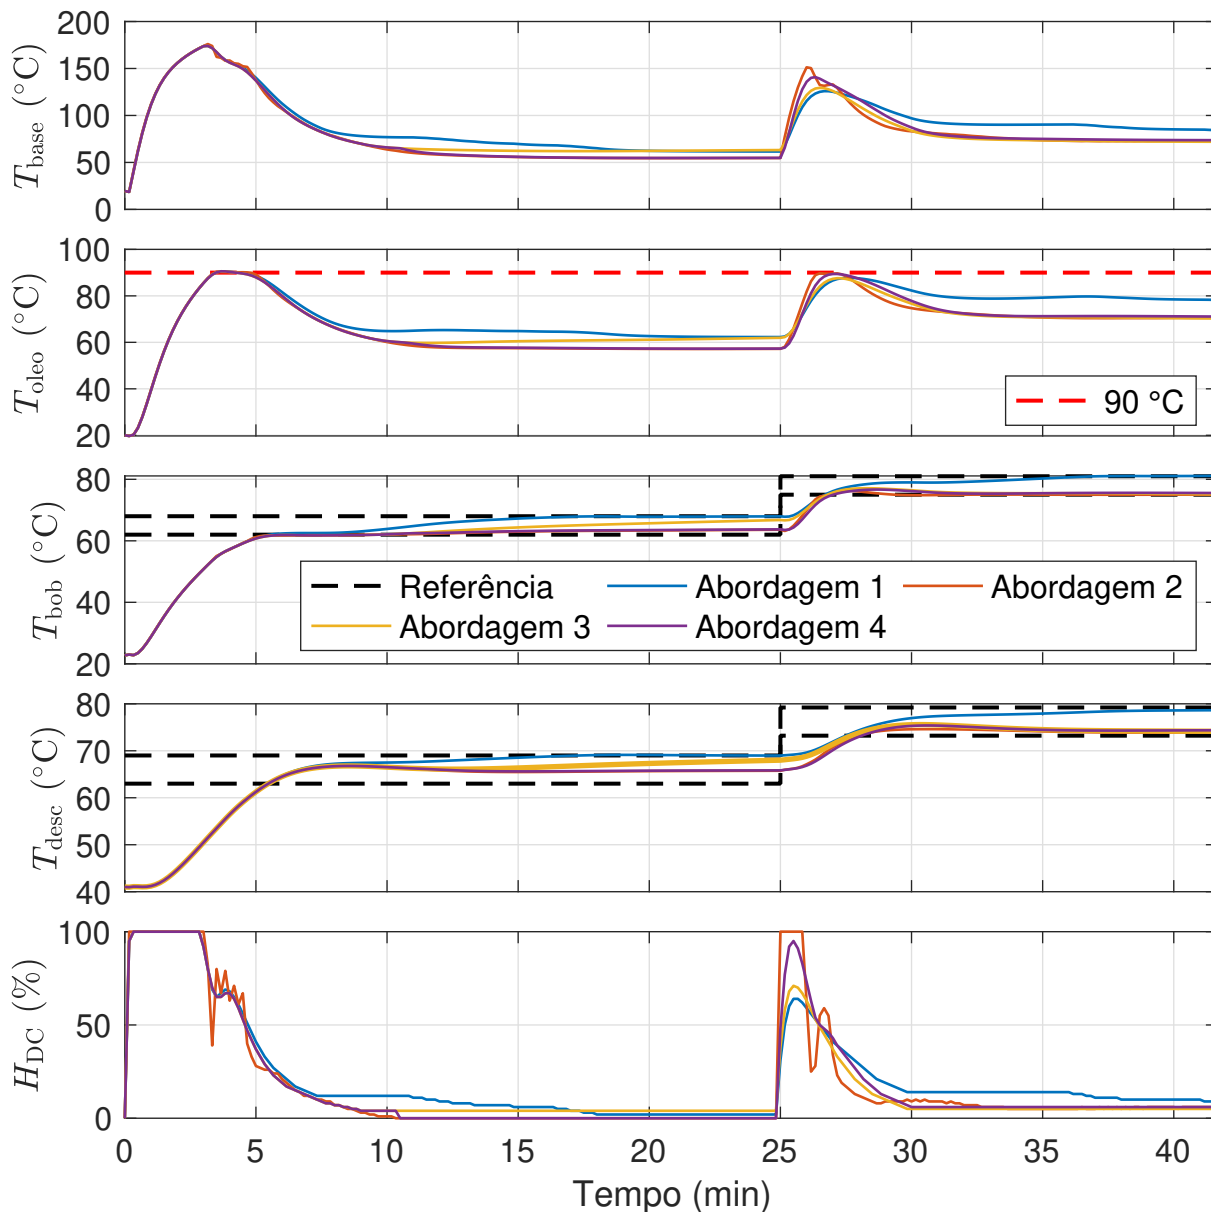 200
150
100
50
0
T_base (°C)
100
80
60
40
20
T_oleo (°C)
90 °C
80
60
40
20
T_bob (°C)
Referência Abordagem 1 Abordagem 2
Abordagem 3 Abordagem 4
80
70
60
50
40
T_desc (°C)
100
50
0
H_DC (%)
0 5 10 15 20 25 30 35 40
Tempo (min)